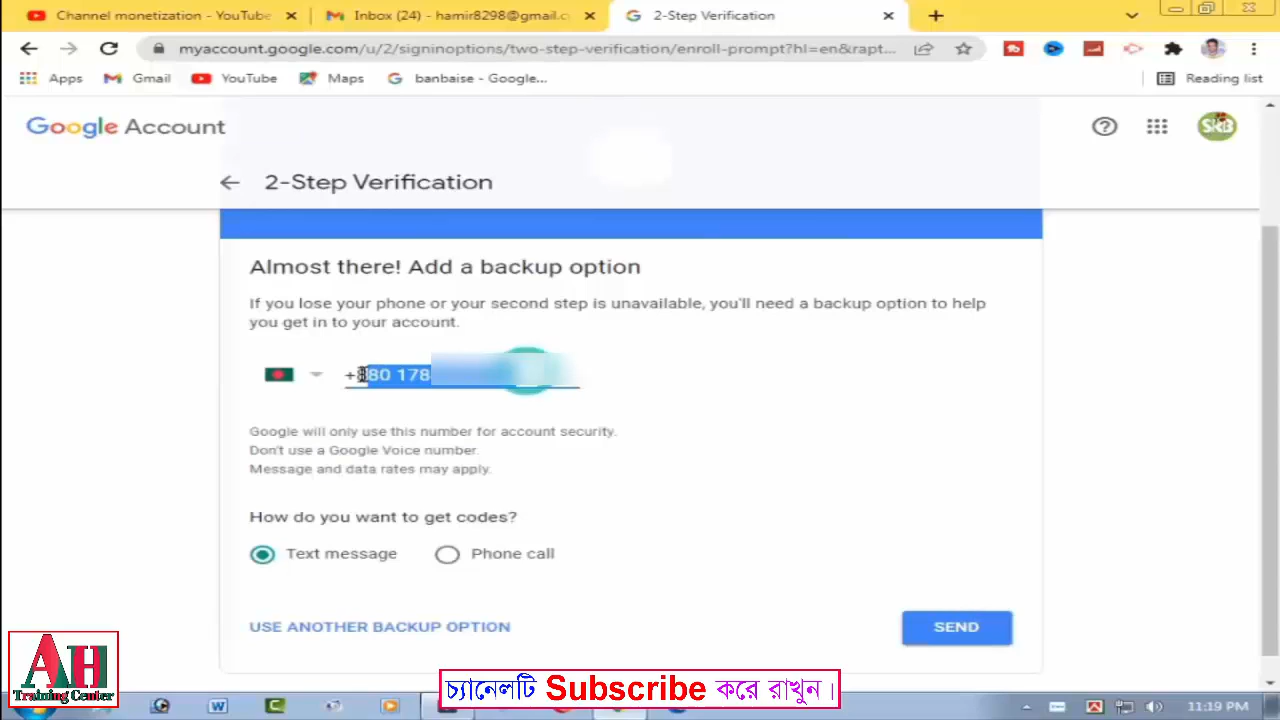 Channel monetization - YouTube
Inbox (24) - hamir8298@gmail.c
2-Step Verification
myaccount.google.com/u/2/signinoptions/two-step-verification/enroll-prompt?hl=en&rapt...
Apps
Gmail
YouTube
Maps
banbaise - Google...
Reading list
Google Account
SKB
2-Step Verification
Almost there! Add a backup option
If you lose your phone or your second step is unavailable, you'll need a backup option to help
you get in to your account.
+880 178
Google will only use this number for account security.
Don't use a Google Voice number.
Message and data rates may apply.
How do you want to get codes?
Text message
Phone call
USE ANOTHER BACKUP OPTION
SEND
AH
Training Center
চ্যানেলটি Subscribe করে রাখুন।
11:19 PM